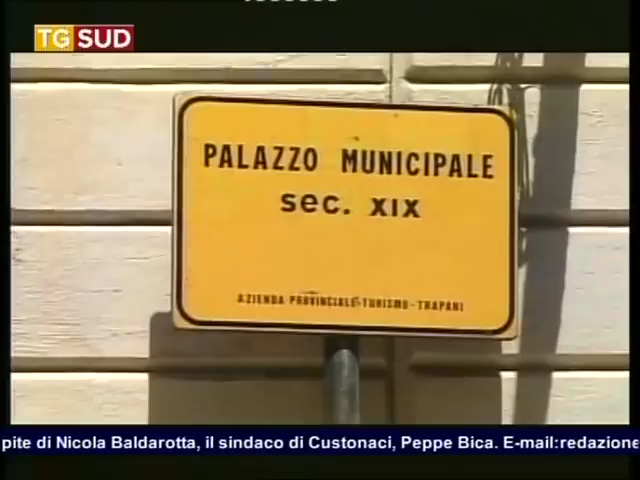 TG SUD
PALAZZO MUNICIPALE
sec. XIX
AZIENDA PROVINCIALE-TURISMO-TRAPANI
pite di Nicola Baldarotta, il sindaco di Custonaci, Peppe Bica. E-mail:redazione